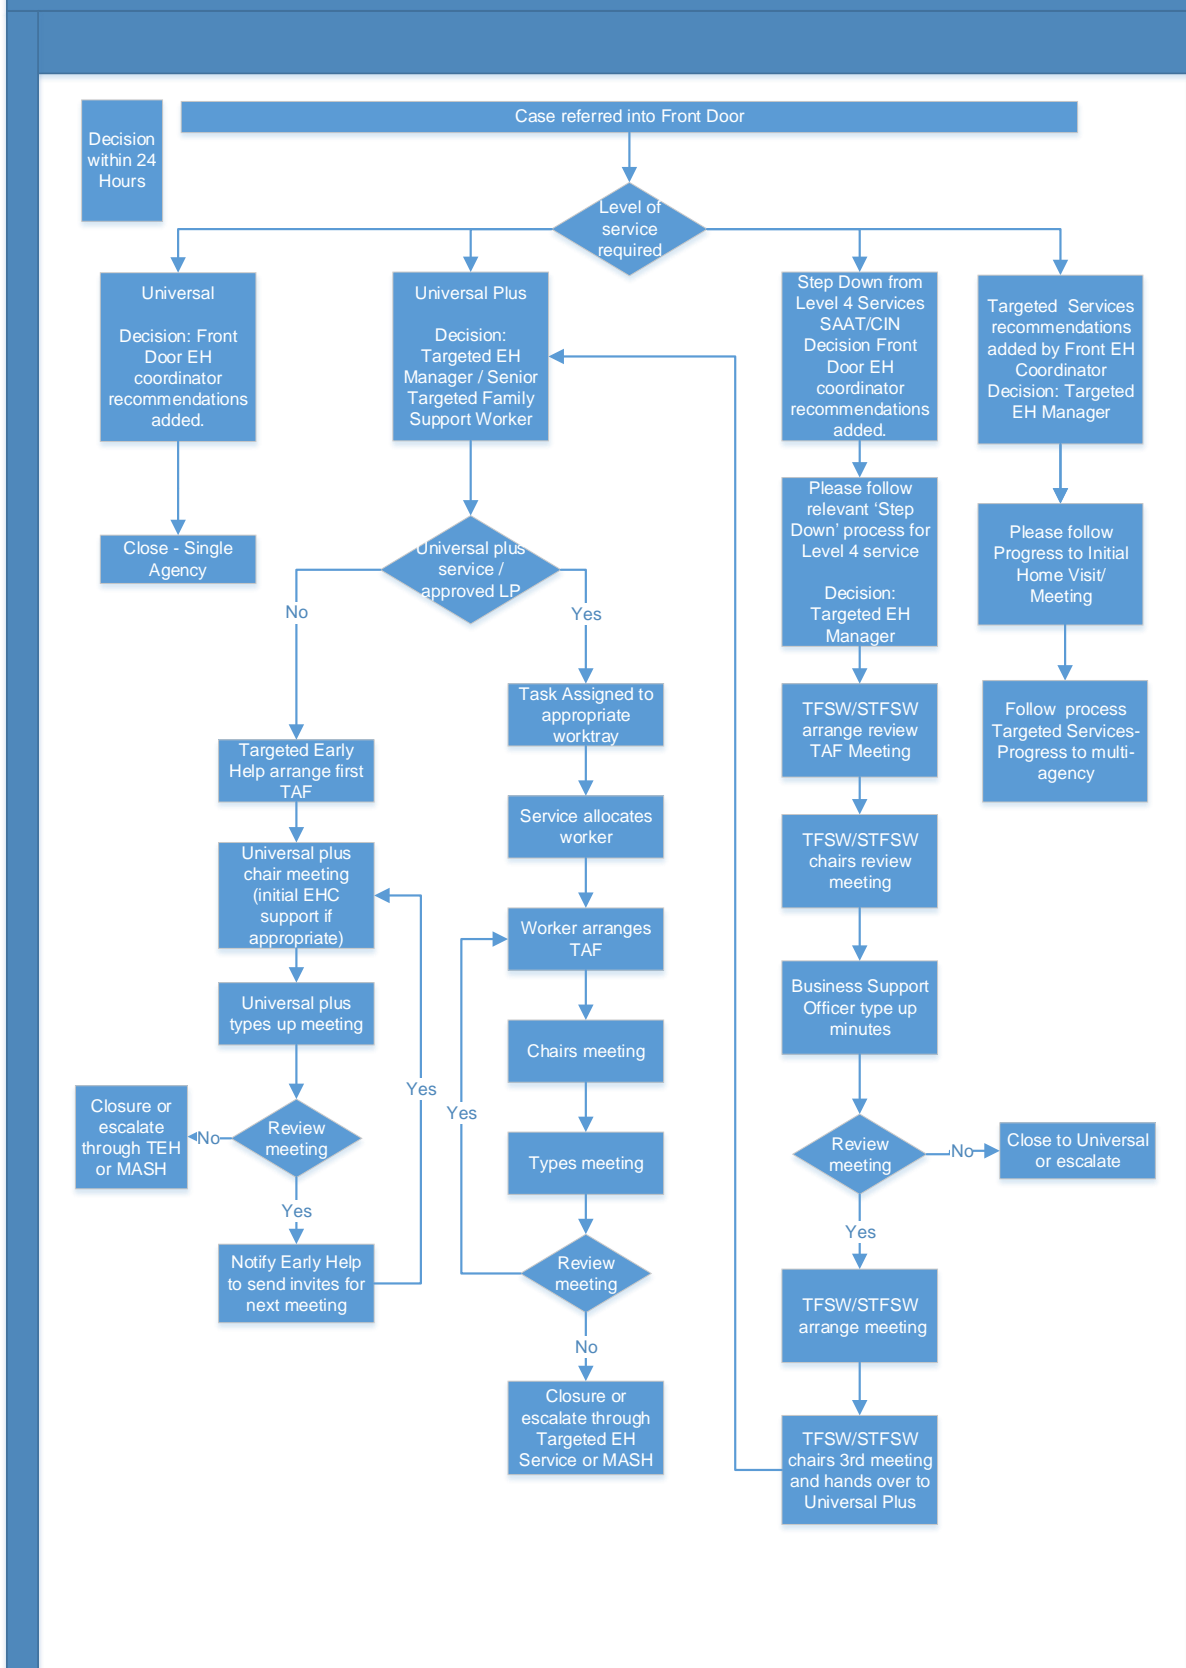 Case referred into Front Door
Decision
within 24
Hours
Level of
service
required
Universal
Decision: Front
Door EH
coordinator
recommendations
added.
Close - Single
Agency
Universal Plus
Decision:
Targeted EH
Manager / Senior
Targeted Family
Support Worker
Universal plus
service /
approved LP
No
Yes
Targeted Early
Help arrange first
TAF
Universal plus
chair meeting
(initial EHC
support if
appropriate)
Universal plus
types up meeting
Review
meeting
No
Closure or
escalate
through TEH
or MASH
Yes
Notify Early Help
to send invites for
next meeting
Yes
Task Assigned to
appropriate
worktray
Service allocates
worker
Worker arranges
TAF
Chairs meeting
Types meeting
Review
meeting
Yes
No
Closure or
escalate through
Targeted EH
Service or MASH
Step Down from
Level 4 Services
SAAT/CIN
Decision Front
Door EH
coordinator
recommendations
added.
Please follow
relevant ‘Step
Down’ process for
Level 4 service
Decision:
Targeted EH
Manager
TFSW/STFSW
arrange review
TAF Meeting
TFSW/STFSW
chairs review
meeting
Business Support
Officer type up
minutes
Review
meeting
No
Close to Universal
or escalate
Yes
TFSW/STFSW
arrange meeting
TFSW/STFSW
chairs 3rd meeting
and hands over to
Universal Plus
Targeted Services
recommendations
added by Front EH
Coordinator
Decision: Targeted
EH Manager
Please follow
Progress to Initial
Home Visit/
Meeting
Follow process
Targeted Services-
Progress to multi-
agency